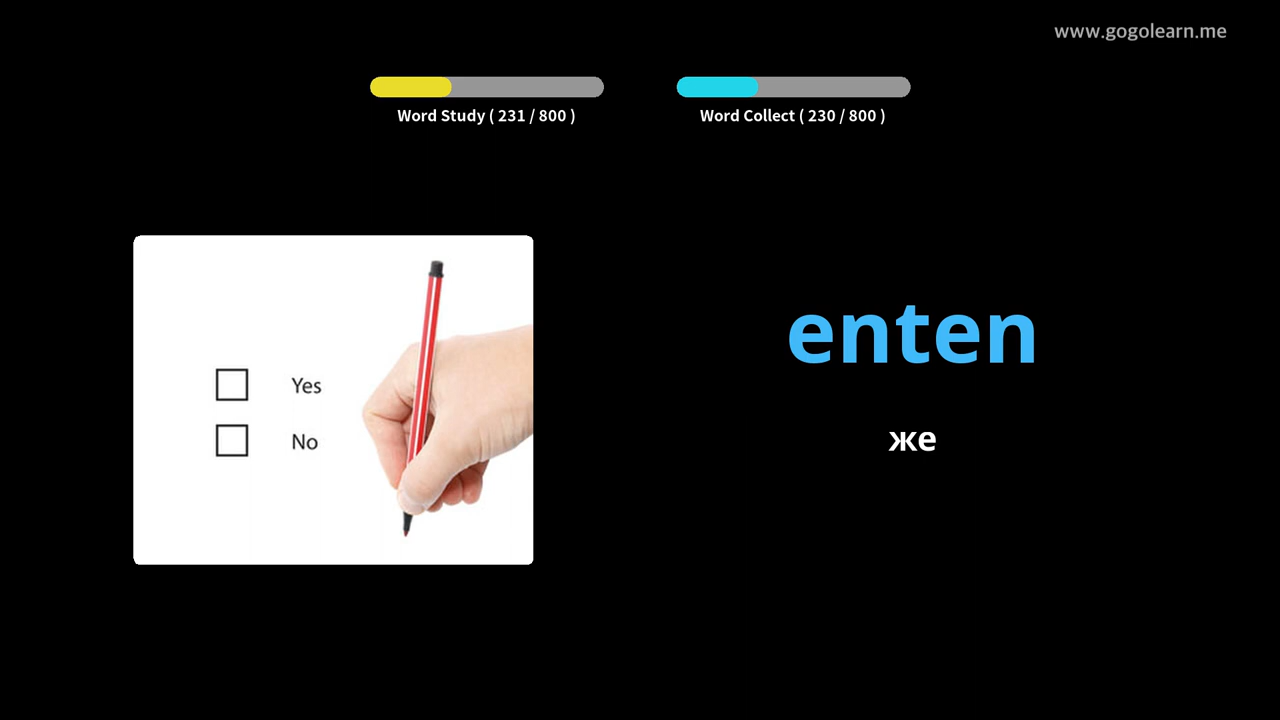 www.gogolearn.me
Word Study ( 231 / 800 )
Word Collect ( 230 / 800 )
Yes
No
enten
же